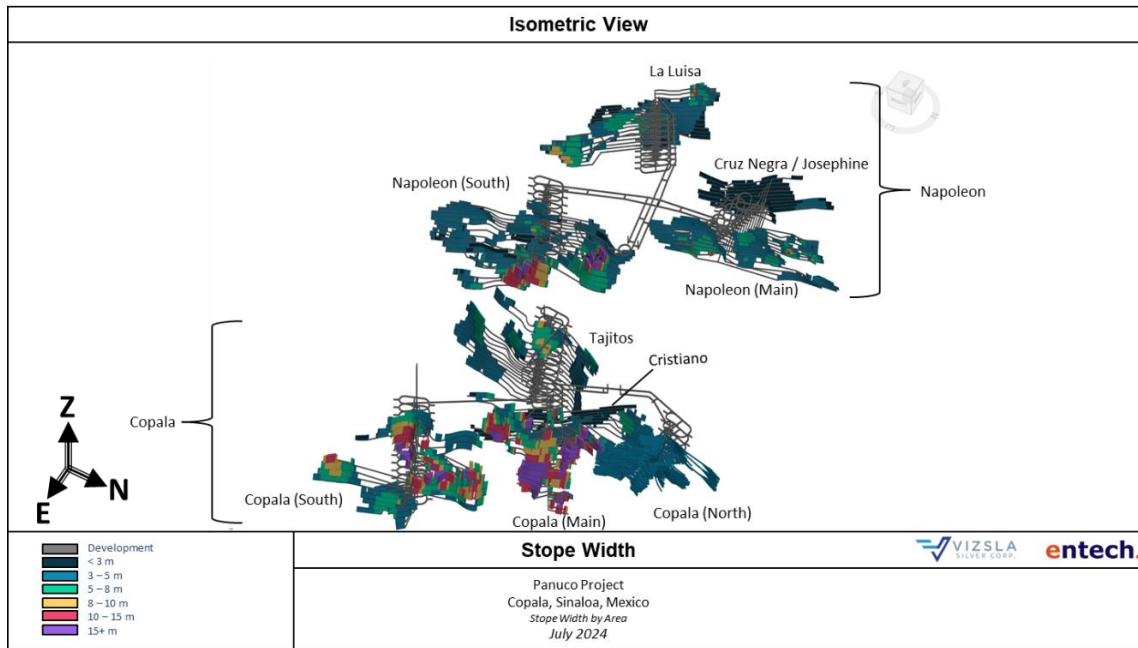 Isometric View
La Luisa
Cruz Negra / Josephine
Napoleon (South)
Napoleon
Napoleon (Main)
Tajitos
Cristiano
Copala
Z
E
N
Copala (South)
Copala (Main)
Copala (North)
Development
< 3 m
3 – 5 m
5 – 8 m
8 – 10 m
10 – 15 m
15+ m
Stope Width
VIZSLA
SILVER CORP.
entech.
Panuco Project
Copala, Sinaloa, Mexico
Stope Width by Area
July 2024